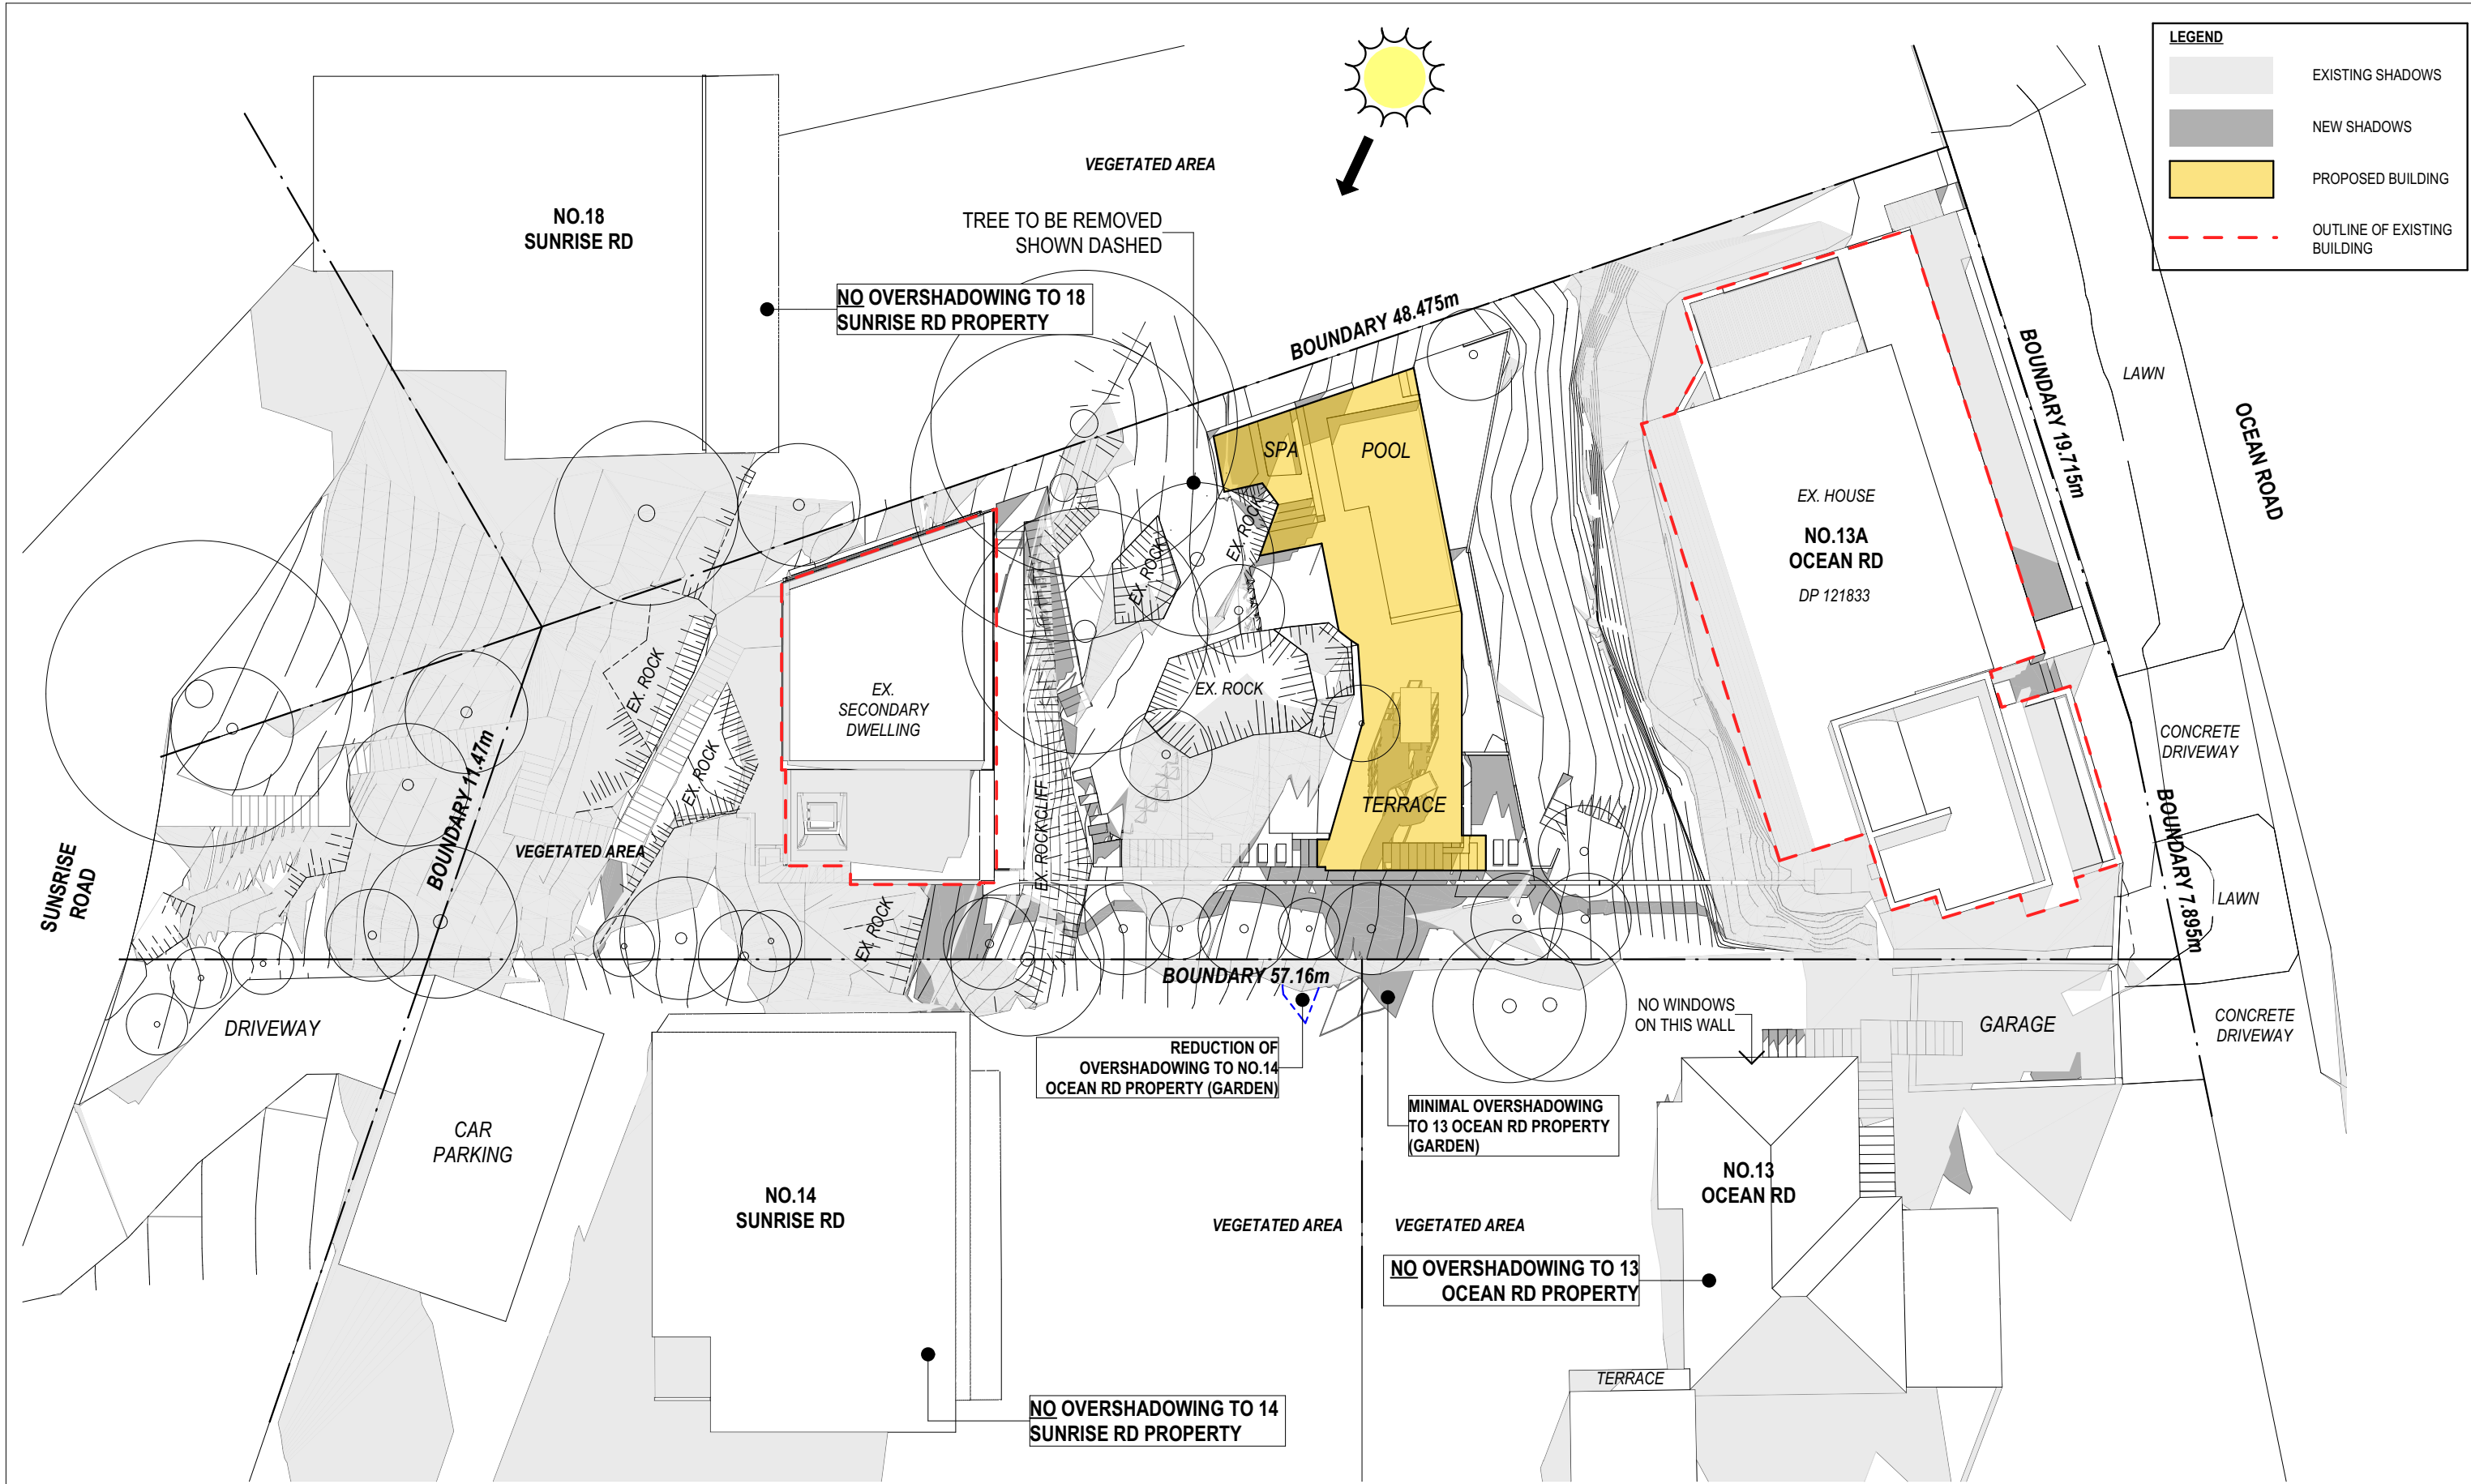 LEGEND
EXISTING SHADOWS
NEW SHADOWS
PROPOSED BUILDING
OUTLINE OF EXISTING
BUILDING
VEGETATED AREA
NO.18
SUNRISE RD
TREE TO BE REMOVED
SHOWN DASHED
NO OVERSHADOWING TO 18
SUNRISE RD PROPERTY
BOUNDARY 48.475m
BOUNDARY 19.715m
LAWN
OCEAN ROAD
SPA
POOL
EX. HOUSE
NO.13A
OCEAN RD
DP 121833
EX. ROCK
EX. ROCK
EX. ROCK
EX. ROCK
EX. ROCK
EX.
SECONDARY
DWELLING
CONCRETE
DRIVEWAY
BOUNDARY 11.47m
TERRACE
EX. ROCK CLIFF
VEGETATED AREA
SUNSRISE
ROAD
EX. ROCK
BOUNDARY 7.895m
LAWN
BOUNDARY 57.16m
DRIVEWAY
NO WINDOWS
ON THIS WALL
GARAGE
CONCRETE
DRIVEWAY
REDUCTION OF
OVERSHADOWING TO NO.14
OCEAN RD PROPERTY (GARDEN)
MINIMAL OVERSHADOWING
TO 13 OCEAN RD PROPERTY
(GARDEN)
CAR
PARKING
NO.14
SUNRISE RD
NO.13
OCEAN RD
VEGETATED AREA
VEGETATED AREA
NO OVERSHADOWING TO 13
OCEAN RD PROPERTY
TERRACE
NO OVERSHADOWING TO 14
SUNRISE RD PROPERTY